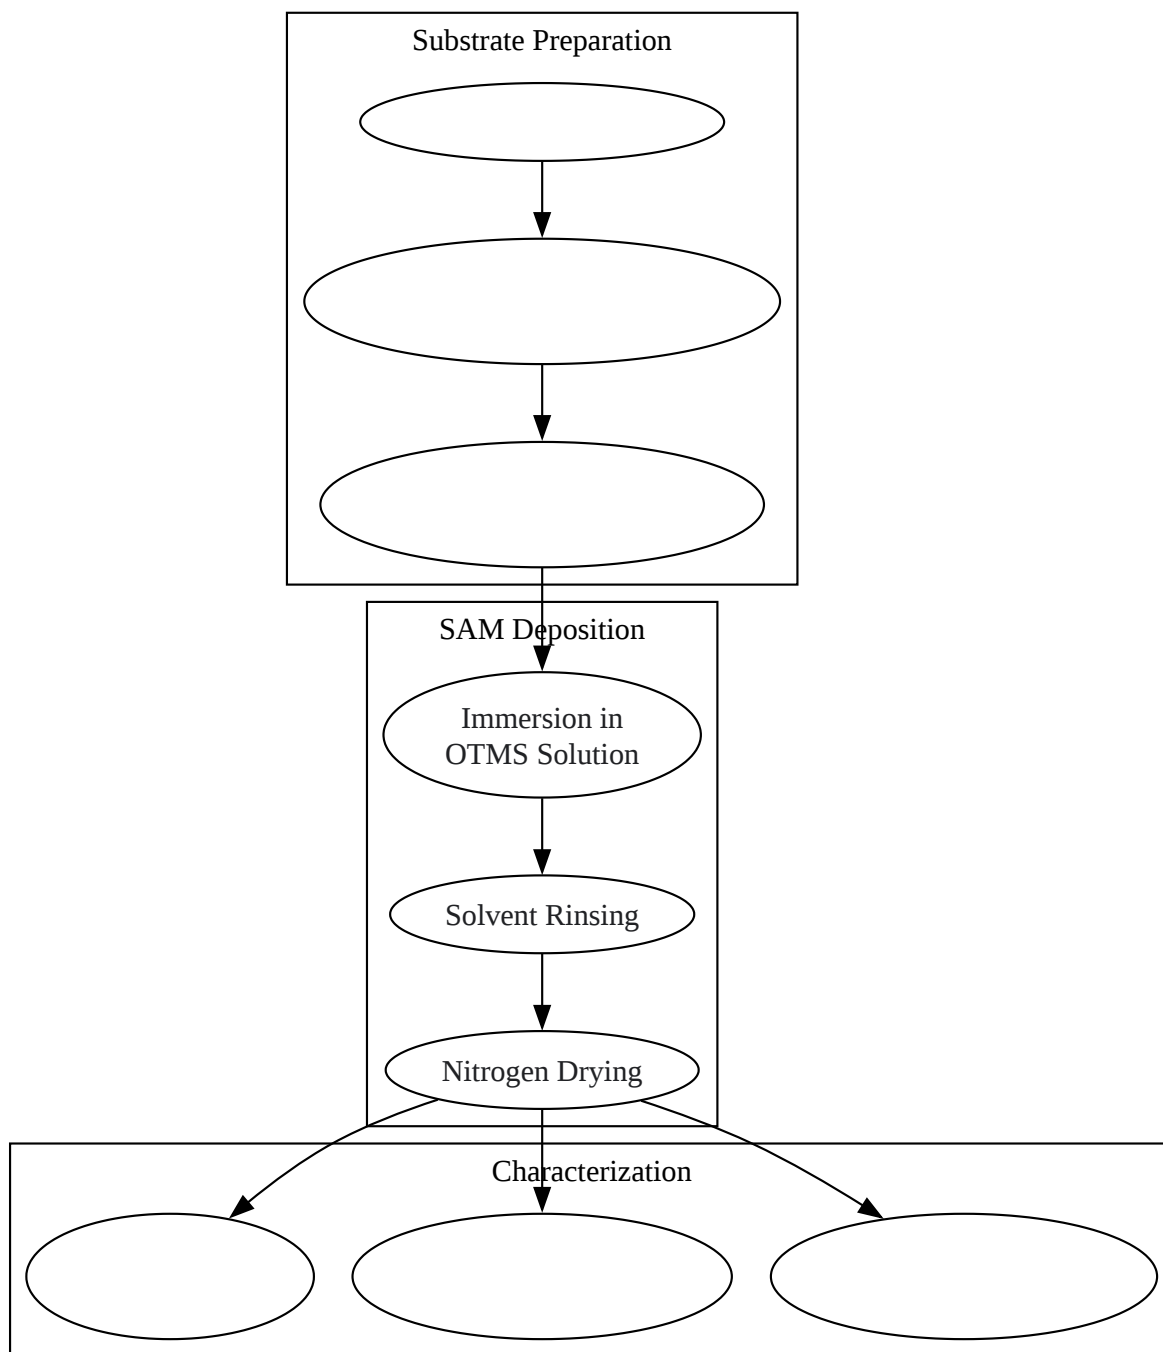 Substrate Preparation
SAM Deposition
Immersion in
OTMS Solution
Solvent Rinsing
Nitrogen Drying
Characterization